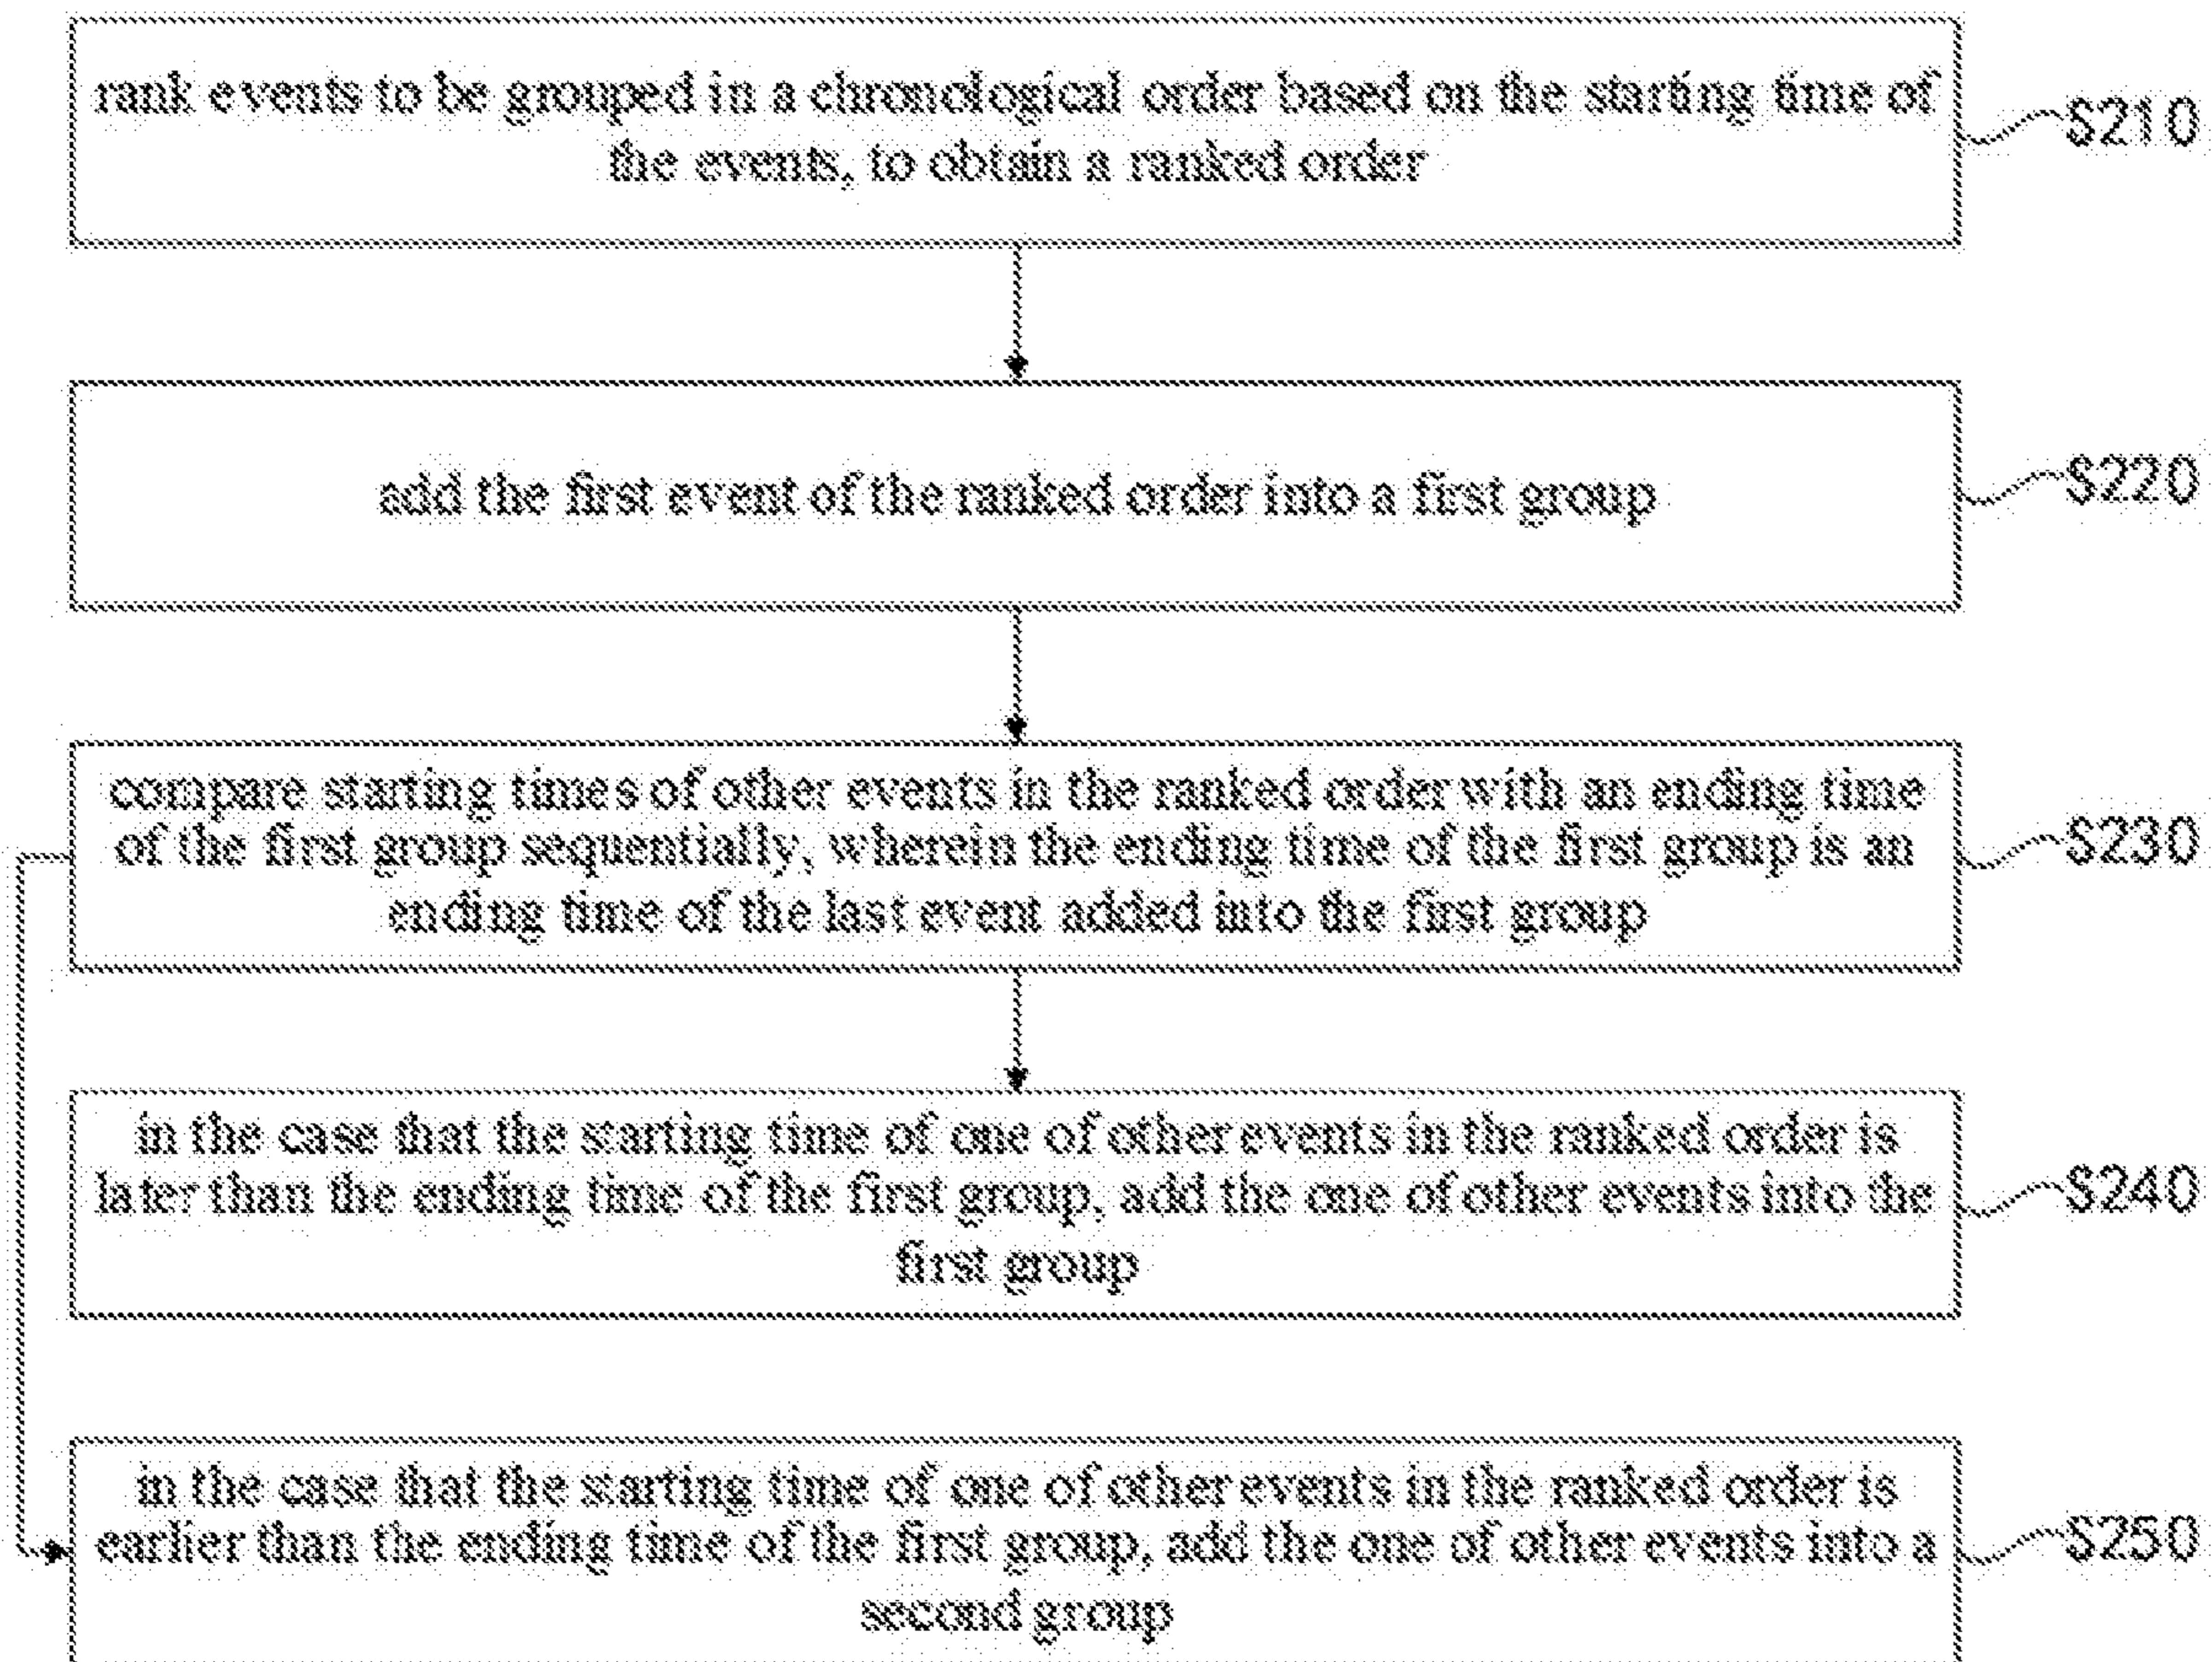 rank events to be grouped in a chronological order based on the starting time of
the events, to obtain a ranked order
S210
add the first event of the ranked order into a first group
S220
compare starting times of other events in the ranked order with an ending time
of the first group sequentially, wherein the ending time of the first group is an
ending time of the last event added into the first group
S230
in the case that the starting time of one of other events in the ranked order is
later than the ending time of the first group, add the one of other events into the
first group
S240
in the case that the starting time of one of other events in the ranked order is
earlier than the ending time of the first group, add the one of other events into a
second group
S250